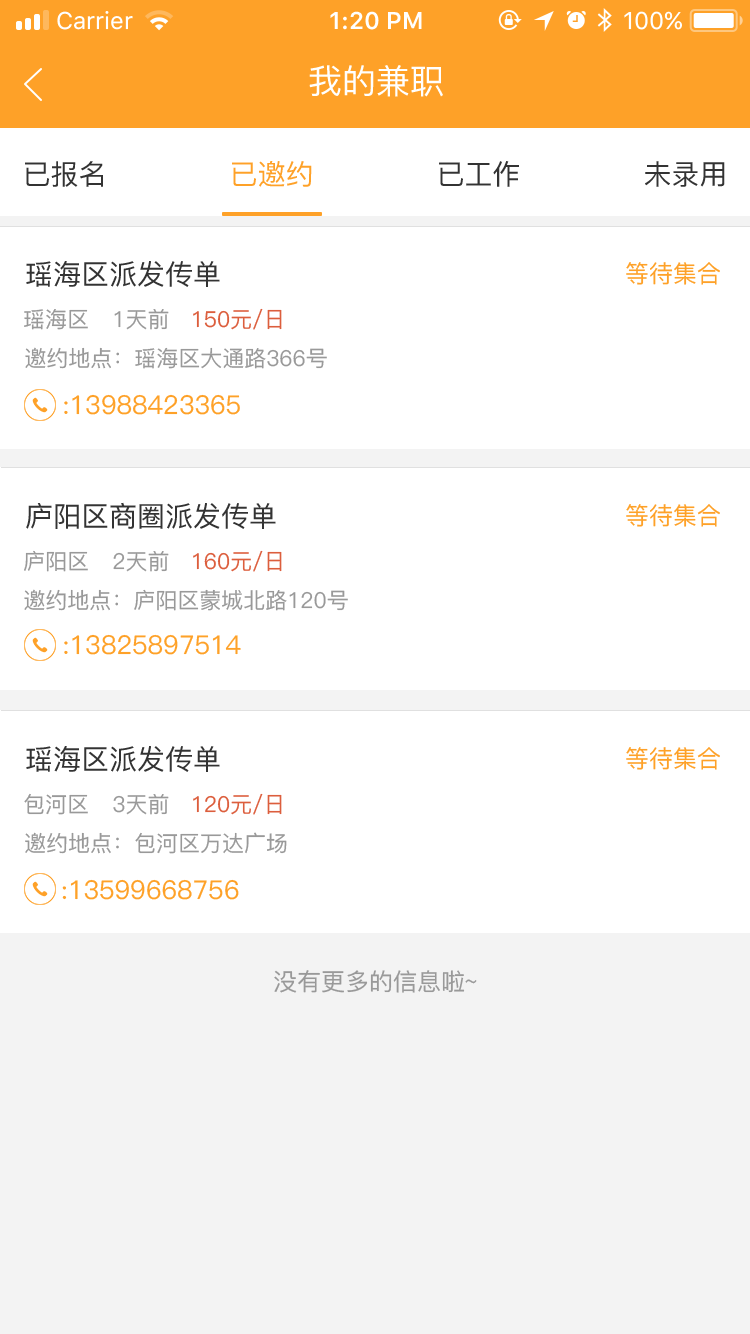 Carrier 1:20 PM 100%
我的兼职
已报名 已邀约 已工作 未录用
瑶海区派发传单 等待集合
瑶海区 1天前 150元/日
邀约地点：瑶海区大通路366号
:13988423365
庐阳区商圈派发传单 等待集合
庐阳区 2天前 160元/日
邀约地点：庐阳区蒙城北路120号
:13825897514
瑶海区派发传单 等待集合
包河区 3天前 120元/日
邀约地点：包河区万达广场
:13599668756
没有更多的信息啦~